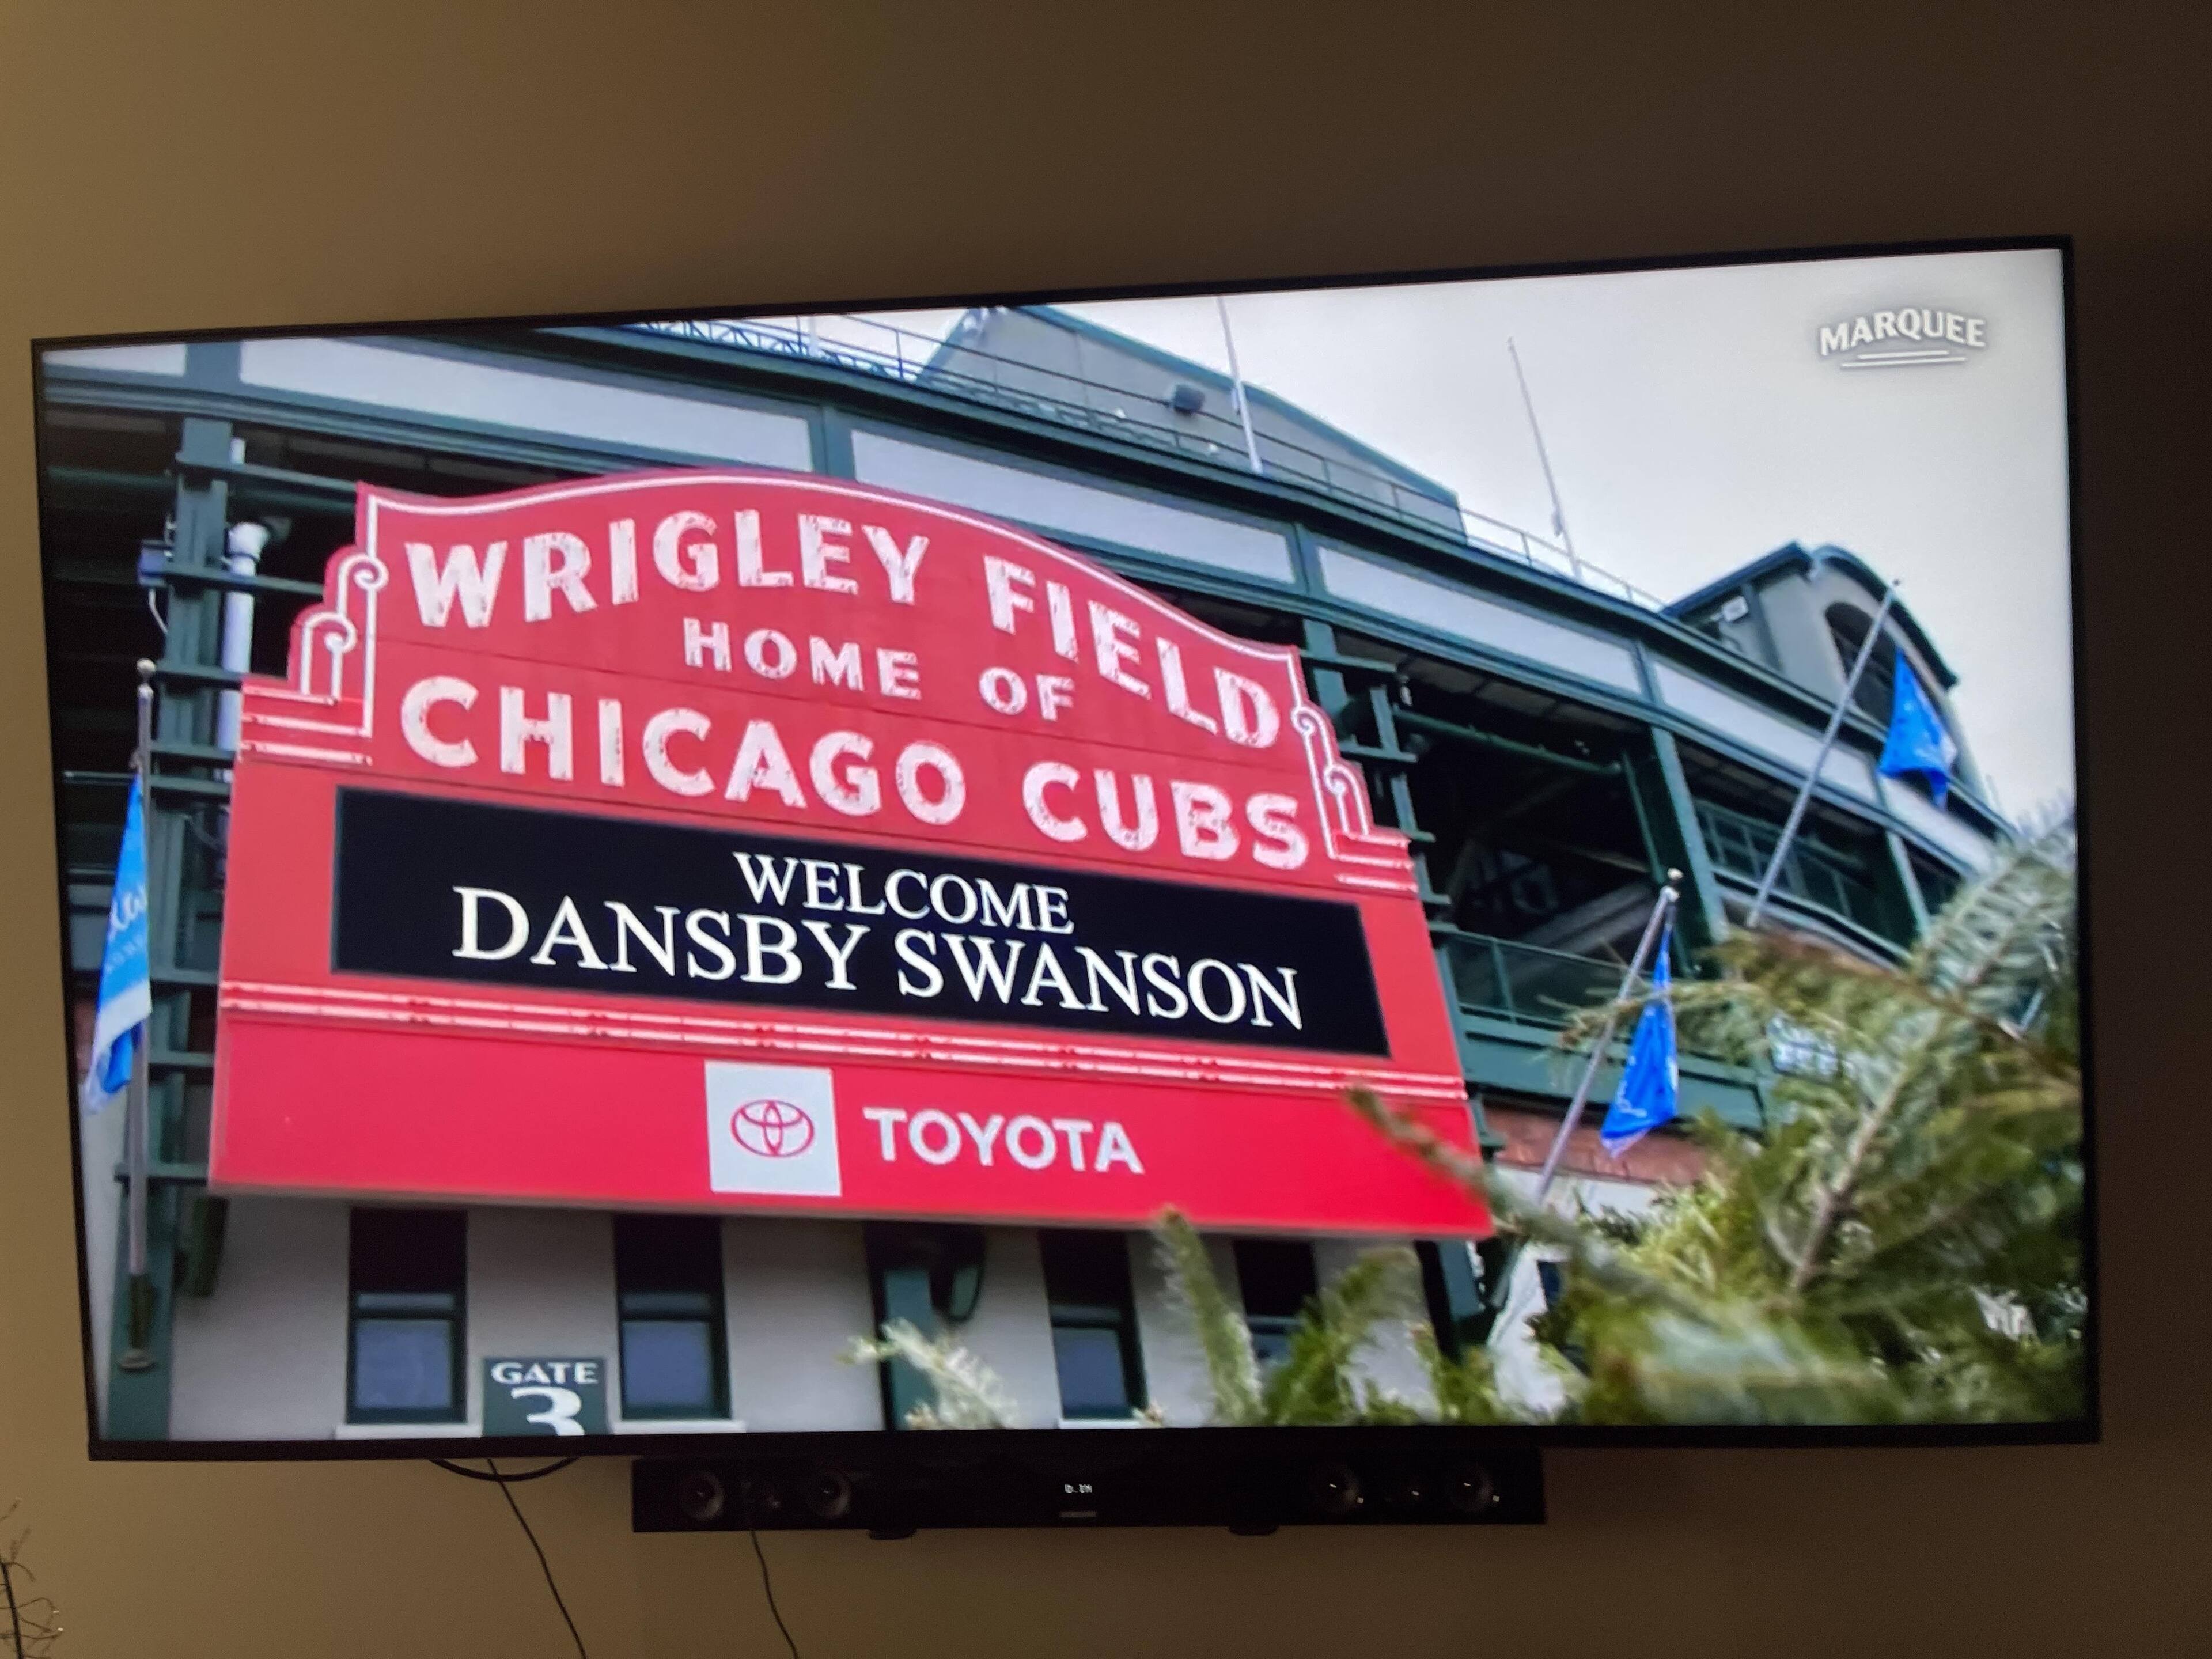 MARQUEE
WRIGLEY FIELD
HOME OF
CHICAGO CUBS
WELCOME
DANSBY SWANSON
TOYOTA
GATE
3